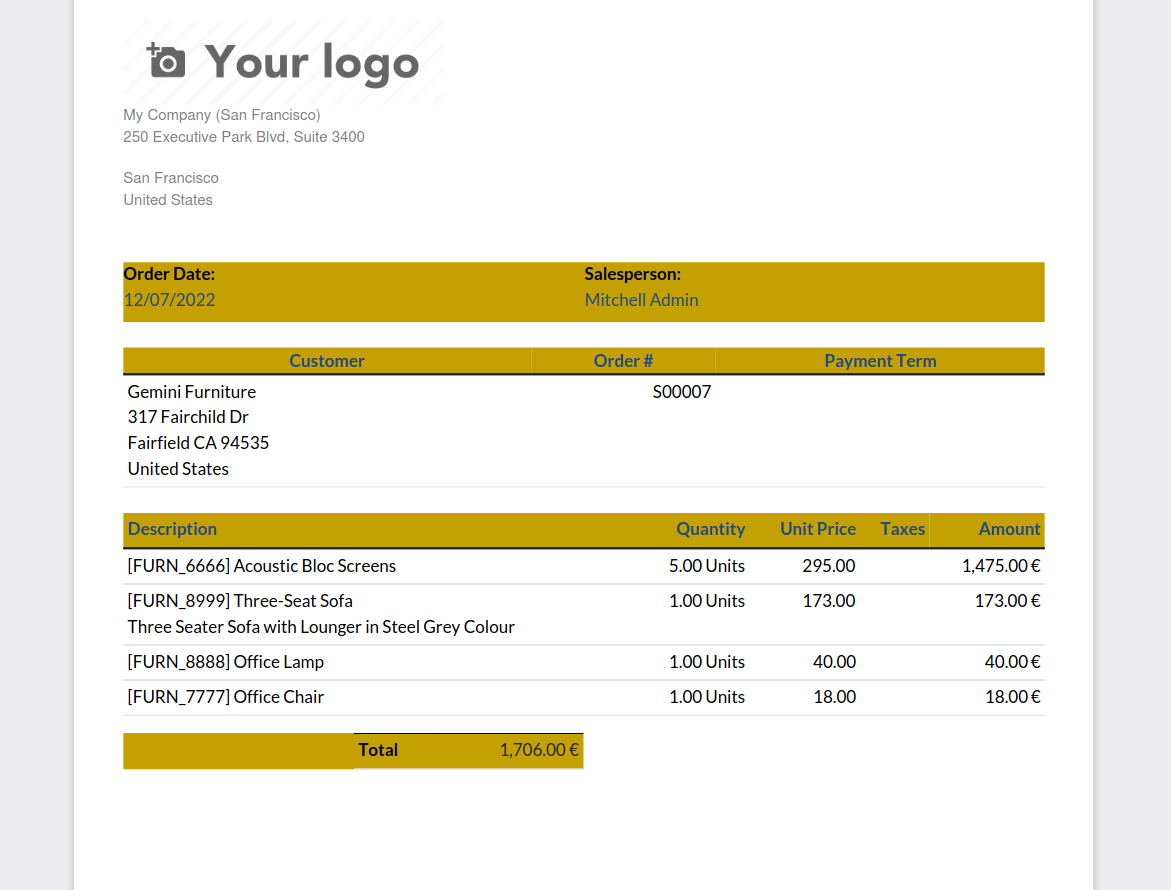 Your logo
My Company (San Francisco)
250 Executive Park Blvd, Suite 3400
San Francisco
United States
Order Date: Salesperson:
12/07/2022 Mitchell Admin
Customer Order # Payment Term
Gemini Furniture S00007
317 Fairchild Dr
Fairfield CA 94535
United States
Description Quantity Unit Price Taxes Amount
[FURN_6666] Acoustic Bloc Screens 5.00 Units 295.00 1,475.00 €
[FURN_8999] Three-Seat Sofa 1.00 Units 173.00 173.00 €
Three Seater Sofa with Lounger in Steel Grey Colour
[FURN_8888] Office Lamp 1.00 Units 40.00 40.00 €
[FURN_7777] Office Chair 1.00 Units 18.00 18.00 €
Total 1,706.00 €